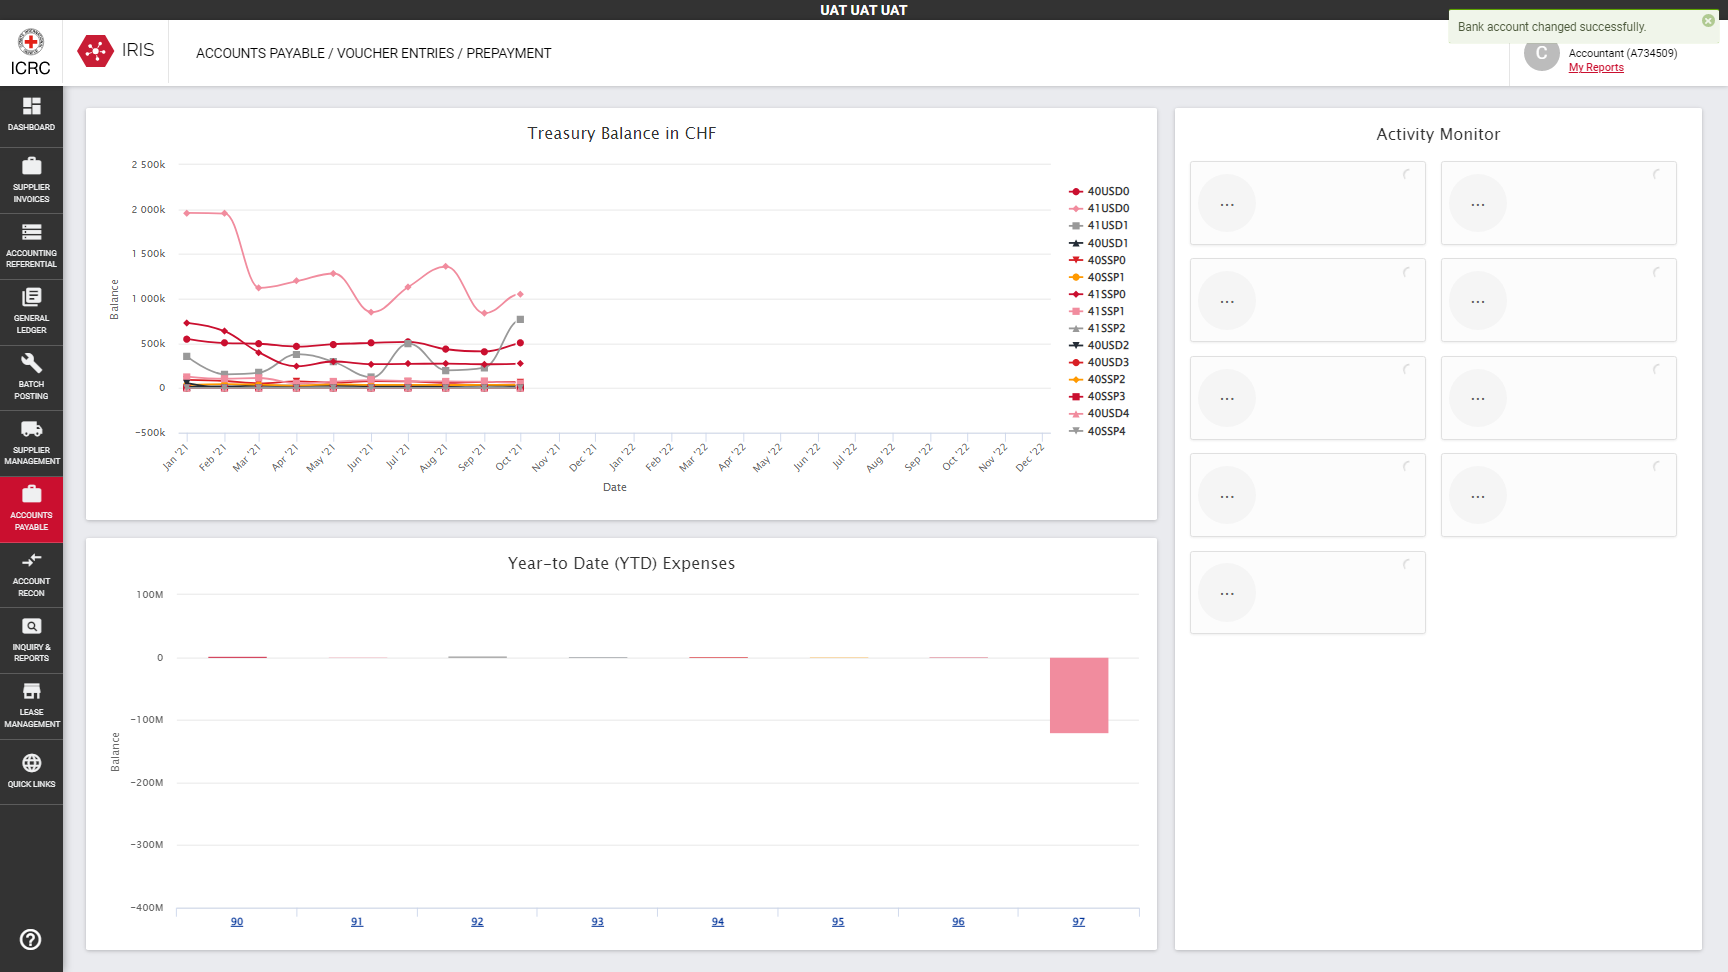 UAT UAT UAT
Bank account changed successfully.
ICRC
IRIS
ACCOUNTS PAYABLE / VOUCHER ENTRIES / PREPAYMENT
C
Accountant (A734509)
My Reports
DASHBOARD
SUPPLIER
INVOICES
ACCOUNTING
REFERENTIAL
GENERAL
LEDGER
BATCH
POSTING
SUPPLIER
MANAGEMENT
ACCOUNTS
PAYABLE
ACCOUNT
RECON
INQUIRY &
REPORTS
LEASE
MANAGEMENT
QUICK LINKS
Treasury Balance in CHF
2 500k
2 000k
1 500k
1 000k
500k
0
-500k
Balance
Jan '21
Feb '21
Mar '21
Apr '21
May '21
Jun '21
Jul '21
Aug '21
Sep '21
Oct '21
Nov '21
Dec '21
Jan '22
Feb '22
Mar '22
Apr '22
May '22
Jun '22
Jul '22
Aug '22
Sep '22
Oct '22
Nov '22
Dec '22
Date
40USD0
41USD0
41USD1
40USD1
40SSP0
40SSP1
41SSP0
41SSP1
41SSP2
40USD2
40USD3
40SSP2
40SSP3
40USD4
40SSP4
Year-to Date (YTD) Expenses
100M
0
-100M
-200M
-300M
-400M
Balance
90
91
92
93
94
95
96
97
Activity Monitor
...
...
...
...
...
...
...
...
...